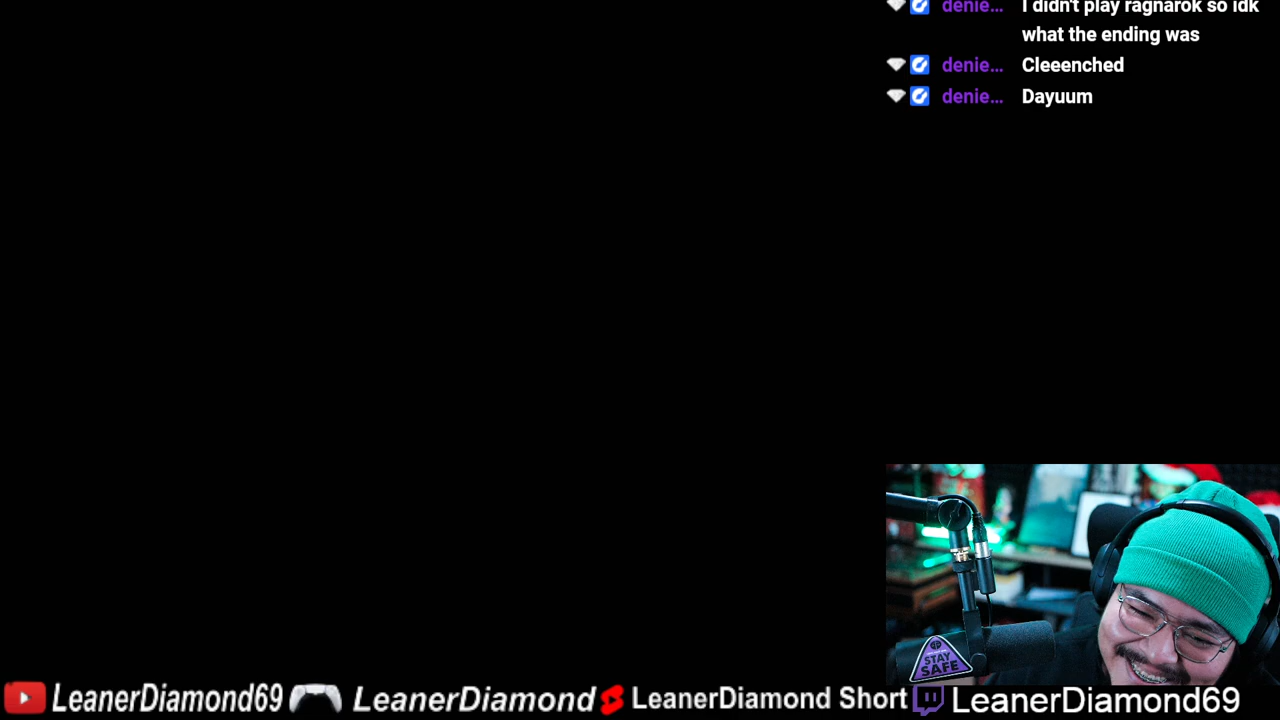 denie... I didn't play ragnarok so idk
what the ending was
denie... Cleeenched
denie... Dayuum
STAY
SAFE
LeanerDiamond69 LeanerDiamond LeanerDiamond Short LeanerDiamond69